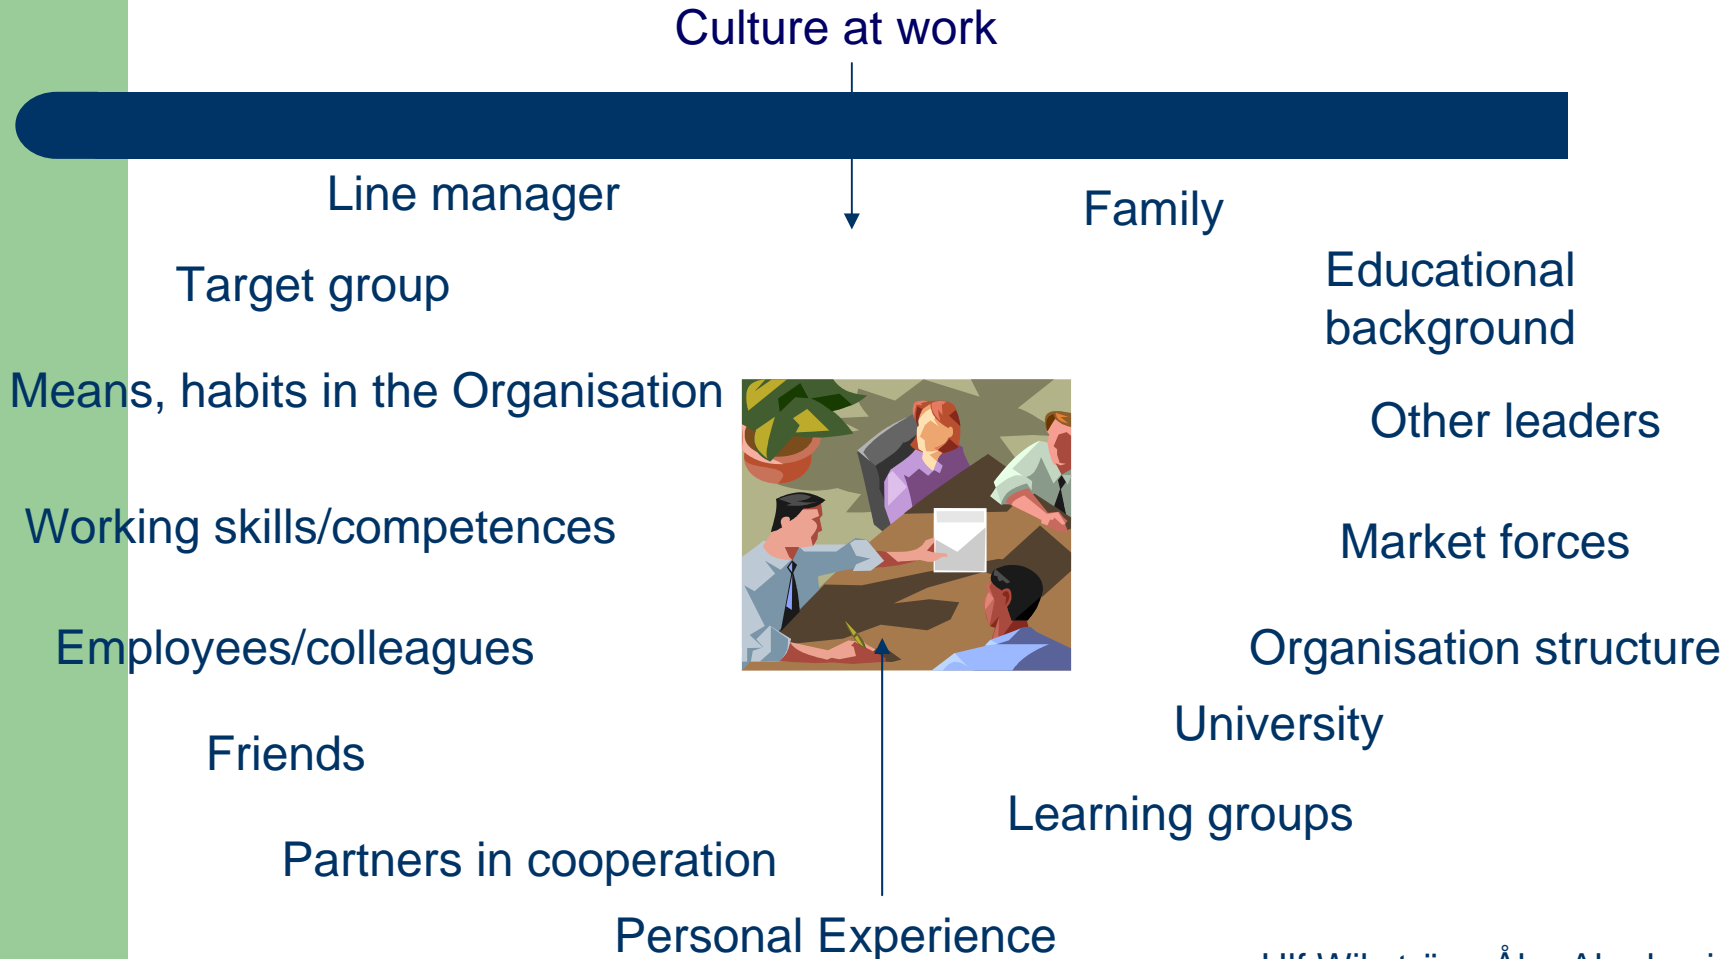 Culture at work
Line manager
Family
Target group
Educational
background
Means, habits in the Organisation
Other leaders
Working skills/competences
Market forces
Employees/colleagues
Organisation structure
University
Friends
Learning groups
Partners in cooperation
Personal Experience